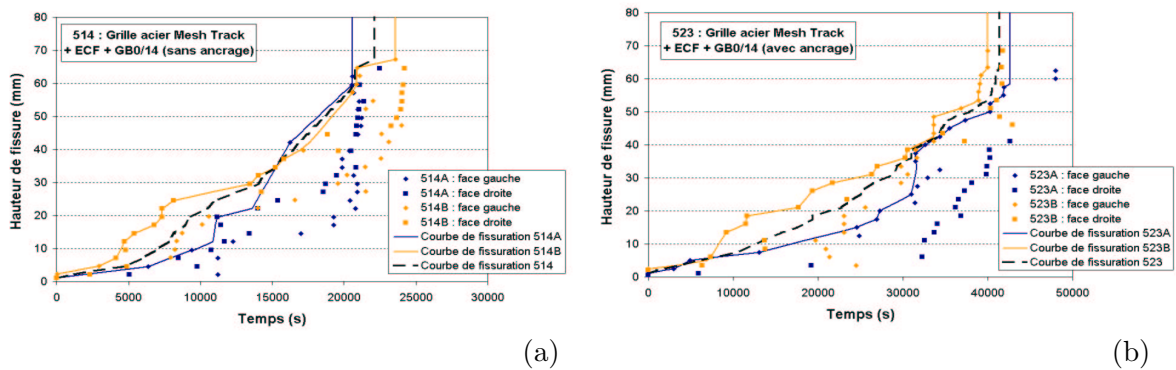 80
70
60
50
40
30
20
10
0
Hauteur de fissure (mm)
514 : Grille acier Mesh Track
+ ECF + GB0/14 (sans ancrage)
514A : face gauche
514A : face droite
514B : face gauche
514B : face droite
Courbe de fissuration 514A
Courbe de fissuration 514B
Courbe de fissuration 514
0 5000 10000 15000 20000 25000 30000
Temps (s)
(a)
80
70
60
50
40
30
20
10
0
Hauteur de fissure (mm)
523 : Grille acier Mesh Track
+ ECF + GB0/14 (avec ancrage)
523A : face gauche
523A : face droite
523B : face gauche
523B : face droite
Courbe de fissuration 523A
Courbe de fissuration 523B
Courbe de fissuration 523
0 10000 20000 30000 40000 50000
Temps (s)
(b)